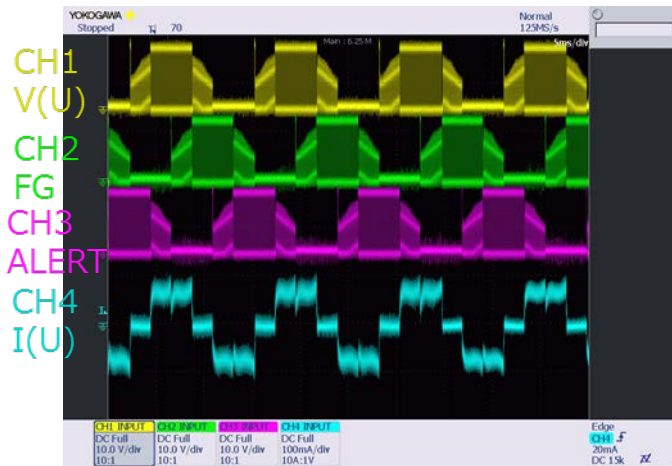 YOKOGAWA
Stopped 70
Normal
125MS/s
Main : 6.25 M
5ms/div
CH1
V(U)
CH2
FG
CH3
ALERT
CH4
I(U)
CH1 INPUT CH2 INPUT CH3 INPUT CH4 INPUT
DC Full DC Full DC Full DC Full
10.0 V/div 10.0 V/div 10.0 V/div 100mA/div
10:1 10:1 10:1 10A:1V
Edge
CH4
20mA
DC 15k